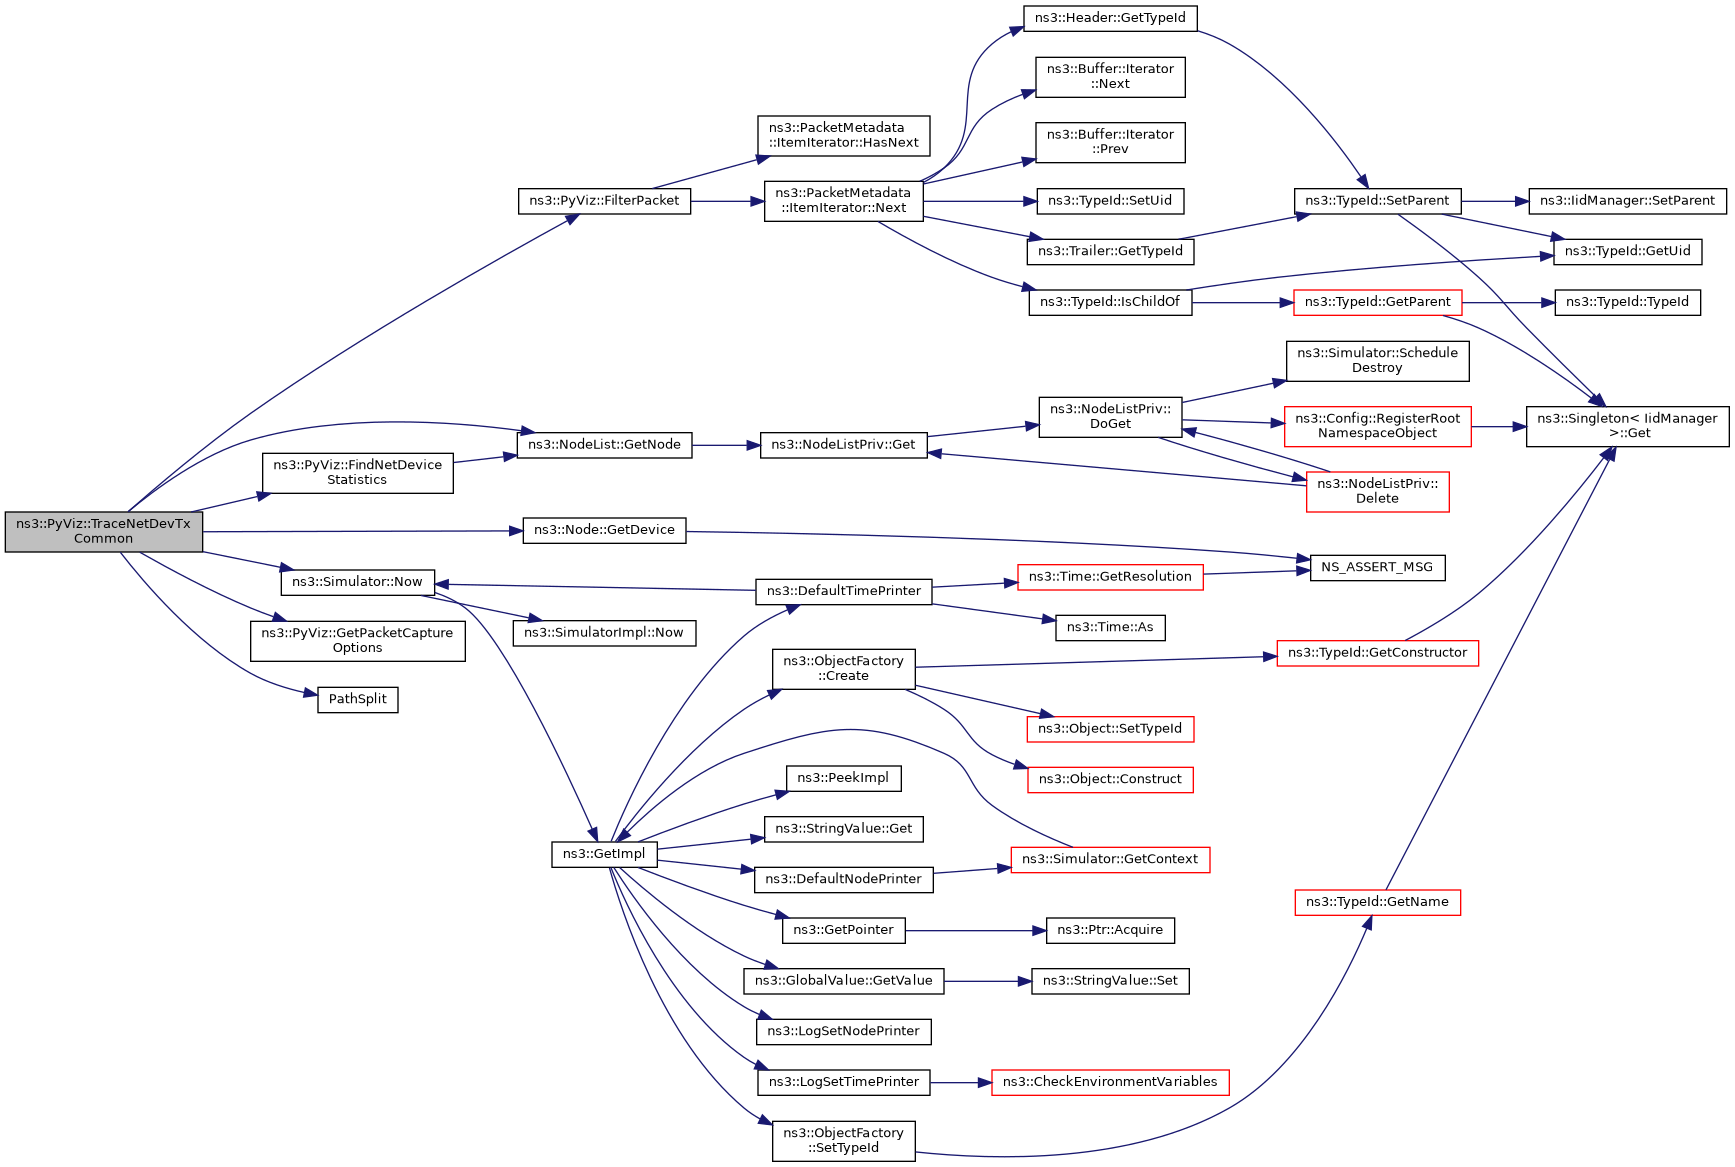 ns3::PyViz::TraceNetDevTx
Common
ns3::PyViz::FilterPacket
ns3::NodeList::GetNode
ns3::PyViz::FindNetDevice
Statistics
ns3::Node::GetDevice
ns3::Simulator::Now
ns3::SimulatorImpl::Now
ns3::PyViz::GetPacketCapture
Options
PathSplit
ns3::GetImpl
ns3::PacketMetadata
::ItemIterator::HasNext
ns3::PacketMetadata
::ItemIterator::Next
ns3::NodeListPriv::Get
ns3::DefaultTimePrinter
ns3::ObjectFactory
::Create
ns3::PeekImpl
ns3::StringValue::Get
ns3::DefaultNodePrinter
ns3::GetPointer
ns3::GlobalValue::GetValue
ns3::LogSetNodePrinter
ns3::LogSetTimePrinter
ns3::ObjectFactory
::SetTypeId
ns3::Header::GetTypeId
ns3::Buffer::Iterator
::Next
ns3::Buffer::Iterator
::Prev
ns3::TypeId::SetUid
ns3::Trailer::GetTypeId
ns3::TypeId::IsChildOf
ns3::NodeListPriv::
DoGet
ns3::Time::GetResolution
ns3::Time::As
ns3::Object::SetTypeId
ns3::Object::Construct
ns3::Simulator::GetContext
ns3::Ptr::Acquire
ns3::StringValue::Set
ns3::CheckEnvironmentVariables
ns3::TypeId::SetParent
ns3::TypeId::GetParent
ns3::Simulator::Schedule
Destroy
ns3::Config::RegisterRoot
NamespaceObject
ns3::NodeListPriv::
Delete
NS_ASSERT_MSG
ns3::TypeId::GetConstructor
ns3::TypeId::GetName
ns3::IidManager::SetParent
ns3::TypeId::GetUid
ns3::TypeId::TypeId
ns3::Singleton< IidManager
>::Get